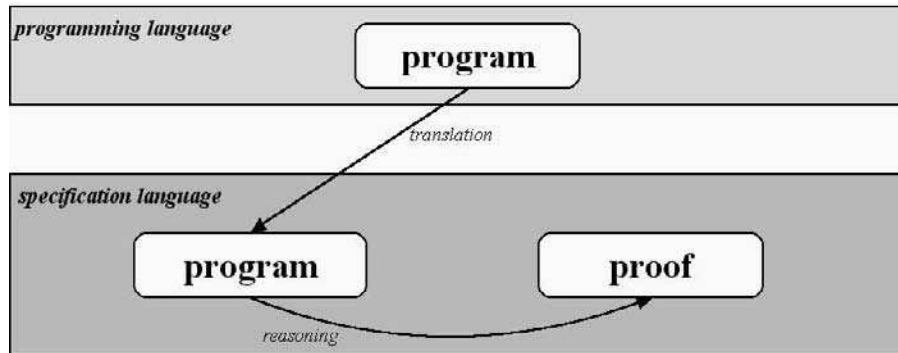 programming language
program
translation
specification language
program
proof
reasoning